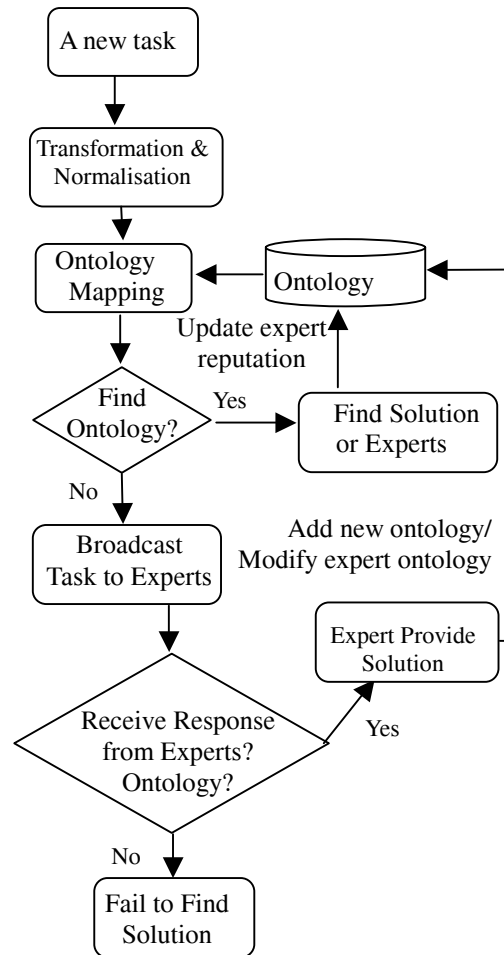 A new task
Transformation &
Normalisation
Ontology
Mapping
Ontology
Update expert
reputation
Find
Ontology?
Yes
Find Solution
or Experts
No
Broadcast
Task to Experts
Add new ontology/
Modify expert ontology
Expert Provide
Solution
Receive Response
from Experts?
Ontology?
Yes
No
Fail to Find
Solution